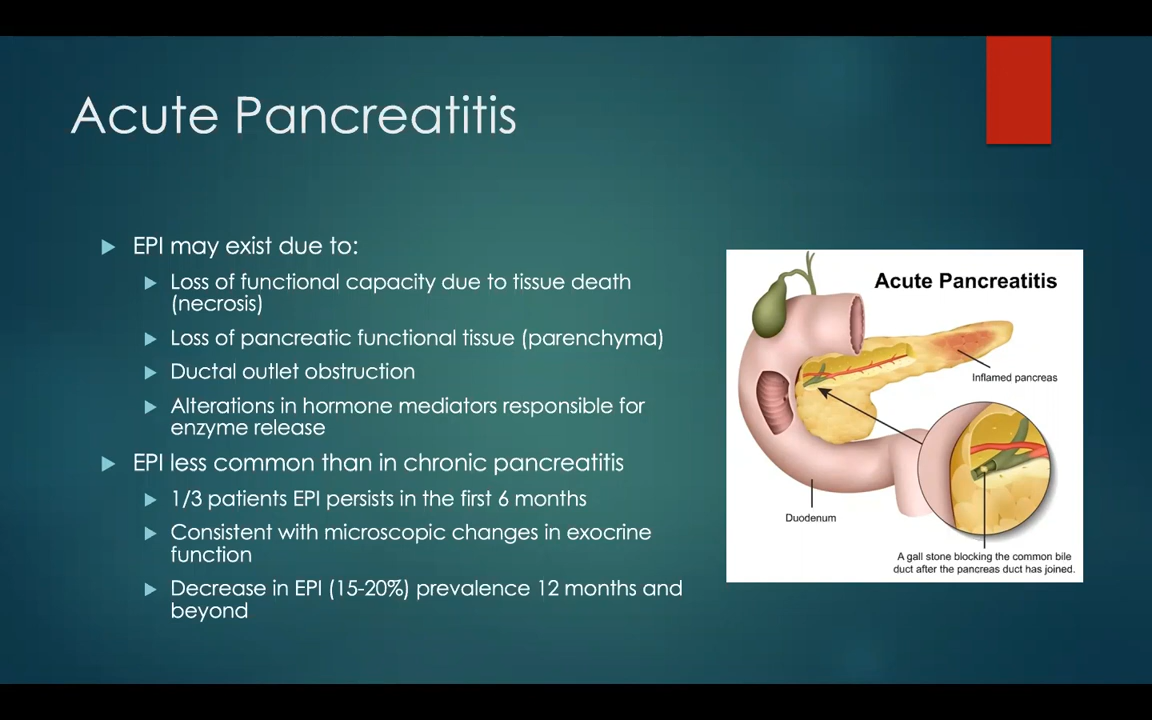 Acute Pancreatitis
EPI may exist due to:
Loss of functional capacity due to tissue death
(necrosis)
Loss of pancreatic functional tissue (parenchyma)
Ductal outlet obstruction
Alterations in hormone mediators responsible for
enzyme release
EPI less common than in chronic pancreatitis
1/3 patients EPI persists in the first 6 months
Consistent with microscopic changes in exocrine
function
Decrease in EPI (15-20%) prevalence 12 months and
beyond
Acute Pancreatitis
Inflamed pancreas
Duodenum
A gall stone blocking the common bile
duct after the pancreas duct has joined.